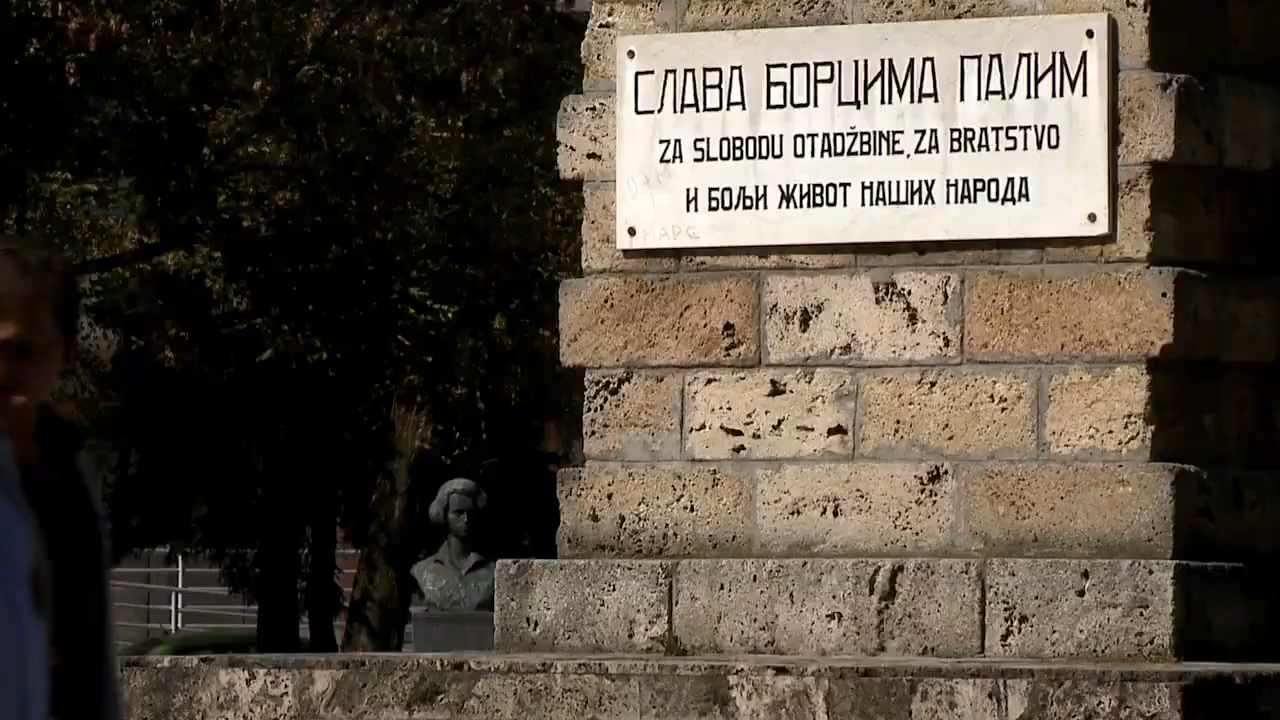 СЛАВА БОРЦИМА ПАЛИМ
ZA SLOBODU OTADŽBINE, ZA BRATSTVO
И БОЉИ ЖИВОТ НАШИХ НАРОДА